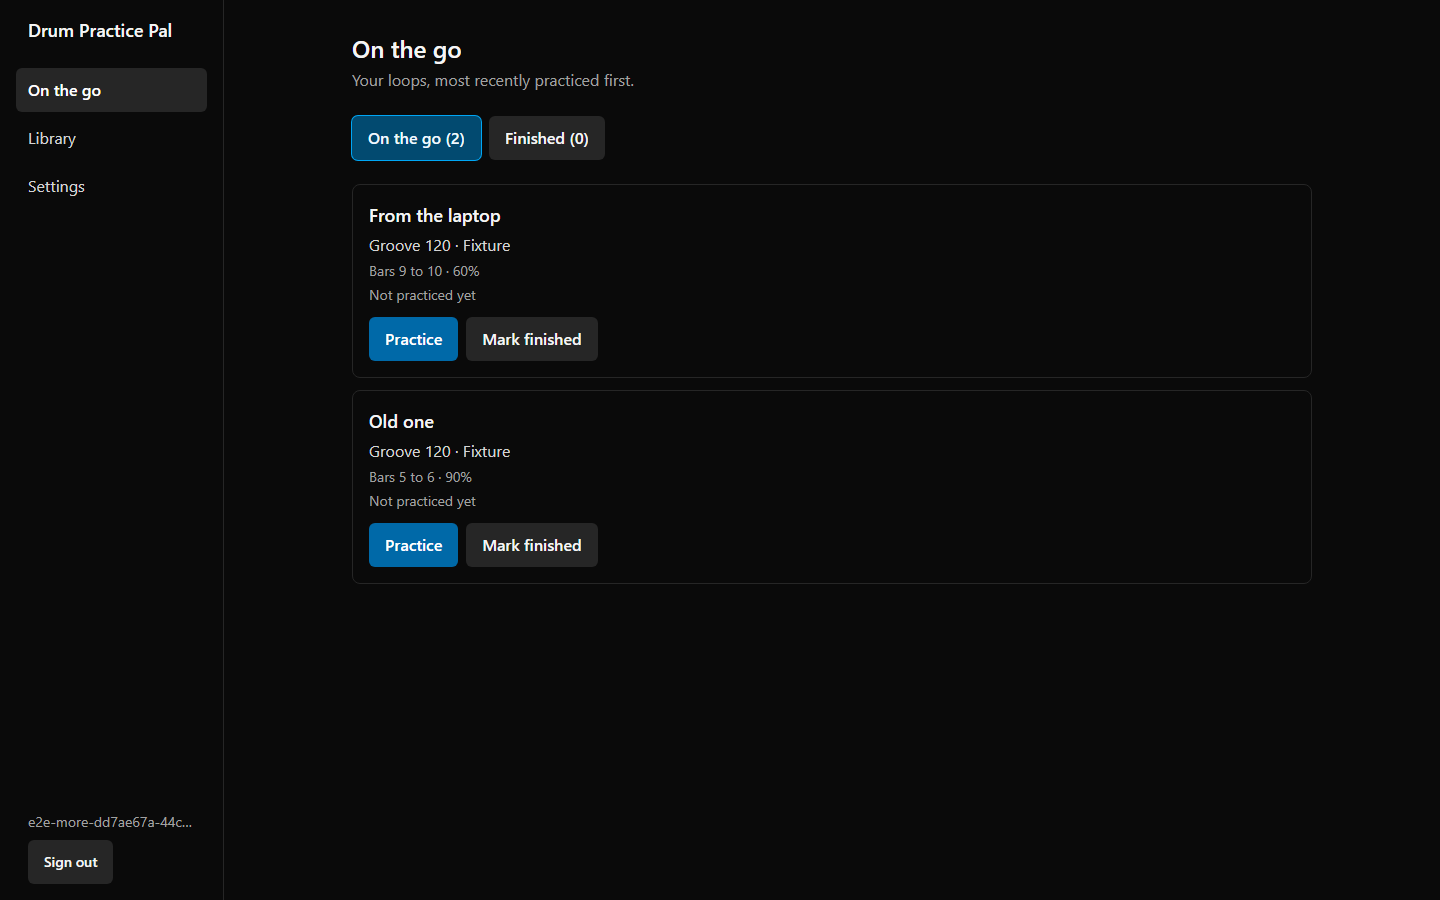 Drum Practice Pal
On the go
Library
Settings
e2e-more-dd7ae67a-44c...
Sign out
On the go
Your loops, most recently practiced first.
On the go (2)
Finished (0)
From the laptop
Groove 120 · Fixture
Bars 9 to 10 · 60%
Not practiced yet
Practice
Mark finished
Old one
Groove 120 · Fixture
Bars 5 to 6 · 90%
Not practiced yet
Practice
Mark finished